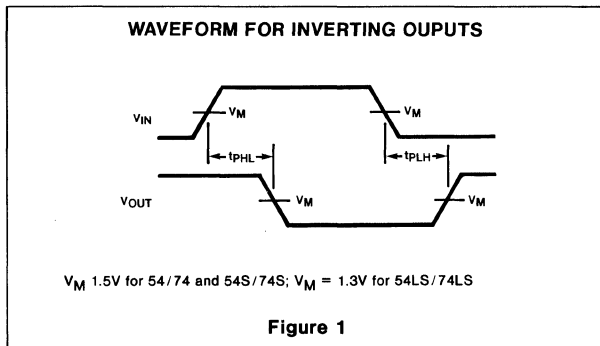 WAVEFORM FOR INVERTING OUPUTS
VIN
VM
VM
tPHL
tPLH
VOUT
VM
VM
VM 1.5V for 54/74 and 54S/74S; VM = 1.3V for 54LS/74LS
Figure 1